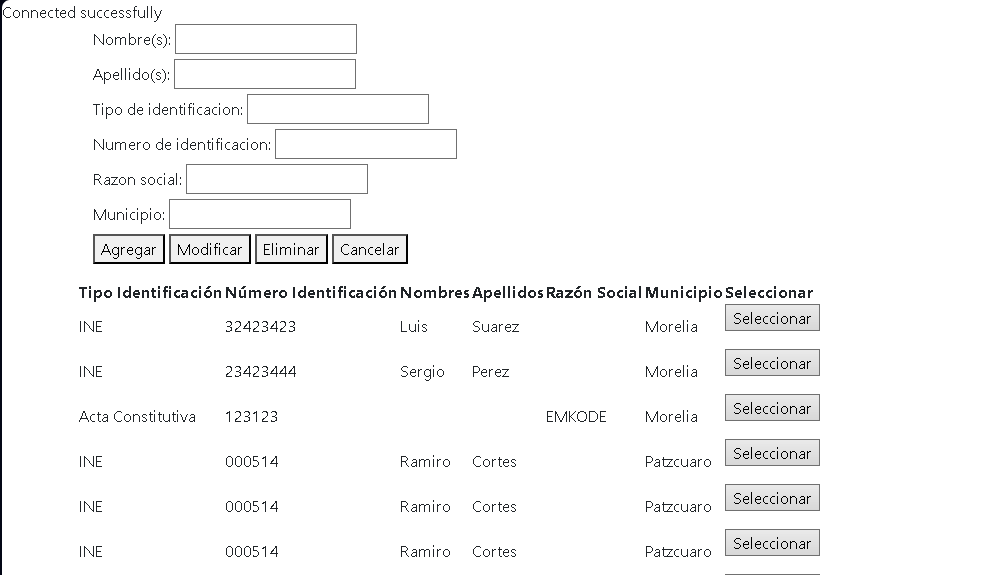 Connected successfully
Nombre(s):
Apellido(s):
Tipo de identificacion:
Numero de identificacion:
Razon social:
Municipio:
Agregar Modificar Eliminar Cancelar
Tipo Identificación Número Identificación Nombres Apellidos Razón Social Municipio Seleccionar
INE 32423423 Luis Suarez Morelia Seleccionar
INE 23423444 Sergio Perez Morelia Seleccionar
Acta Constitutiva 123123 EMKODE Morelia Seleccionar
INE 000514 Ramiro Cortes Patzcuaro Seleccionar
INE 000514 Ramiro Cortes Patzcuaro Seleccionar
INE 000514 Ramiro Cortes Patzcuaro Seleccionar